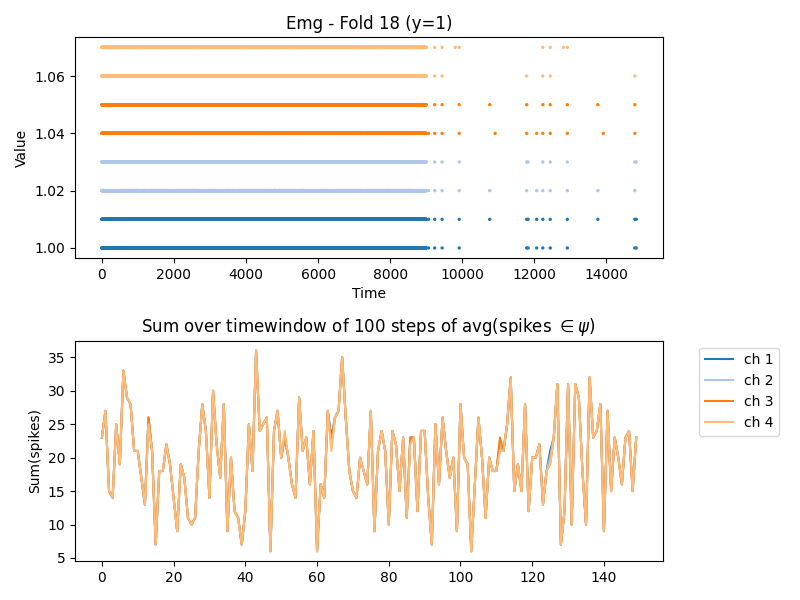 Emg - Fold 18 (y=1)
Value
1.06
1.04
1.02
1.00
0 2000 4000 6000 8000 10000 12000 14000
Time
Sum over timewindow of 100 steps of avg(spikes ∈ψ)
Sum(spikes)
35
30
25
20
15
10
5
0 20 40 60 80 100 120 140
ch 1
ch 2
ch 3
ch 4